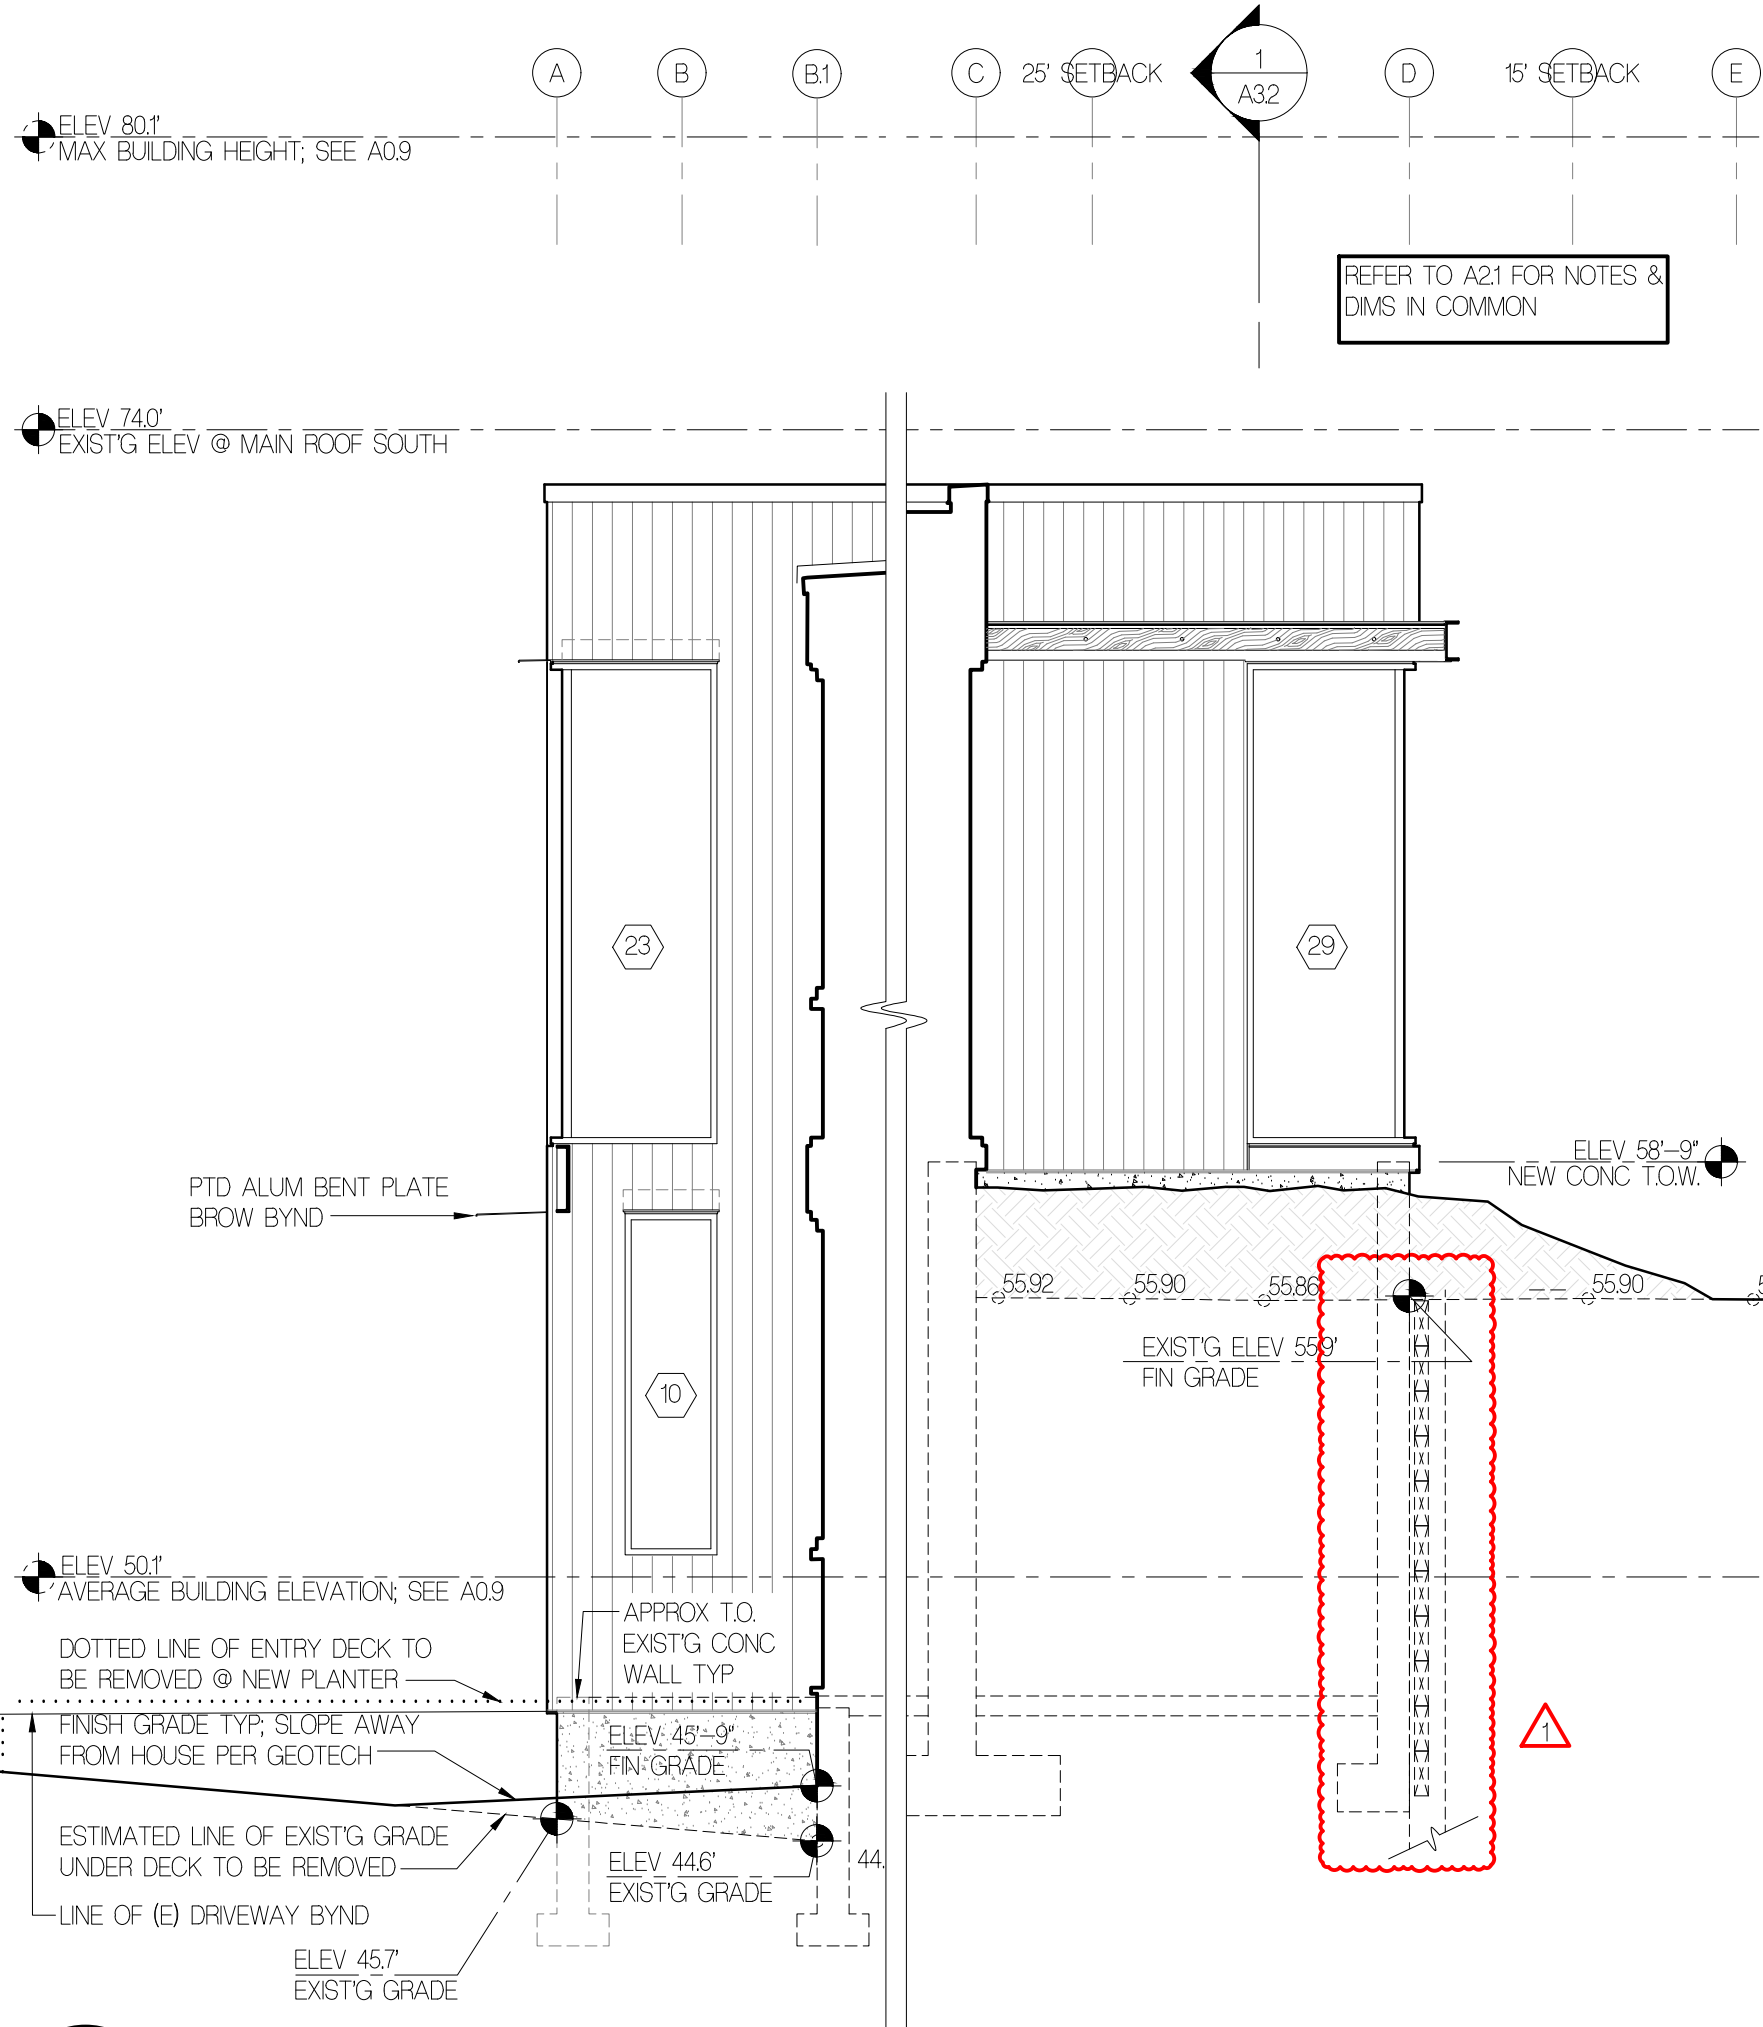 A
B
B.1
C
25' SETBACK
1
A3.2
D
15' SETBACK
E
ELEV 80.1'
MAX BUILDING HEIGHT; SEE A0.9
REFER TO A2.1 FOR NOTES &
DIMS IN COMMON
ELEV 74.0'
EXIST'G ELEV @ MAIN ROOF SOUTH
23
29
ELEV 58'-9"
NEW CONC T.O.W.
PTD ALUM BENT PLATE
BROW BYND
55.92
55.90
55.86
55.90
EXIST'G ELEV 55.9'
FIN GRADE
10
ELEV 50.1'
AVERAGE BUILDING ELEVATION; SEE A0.9
APPROX T.O.
EXIST'G CONC
WALL TYP
DOTTED LINE OF ENTRY DECK TO
BE REMOVED @ NEW PLANTER
FINISH GRADE TYP; SLOPE AWAY
FROM HOUSE PER GEOTECH
ELEV 45'-9"
FIN GRADE
1
ESTIMATED LINE OF EXIST'G GRADE
UNDER DECK TO BE REMOVED
ELEV 44.6'
EXIST'G GRADE
44.
LINE OF (E) DRIVEWAY BYND
ELEV 45.7'
EXIST'G GRADE